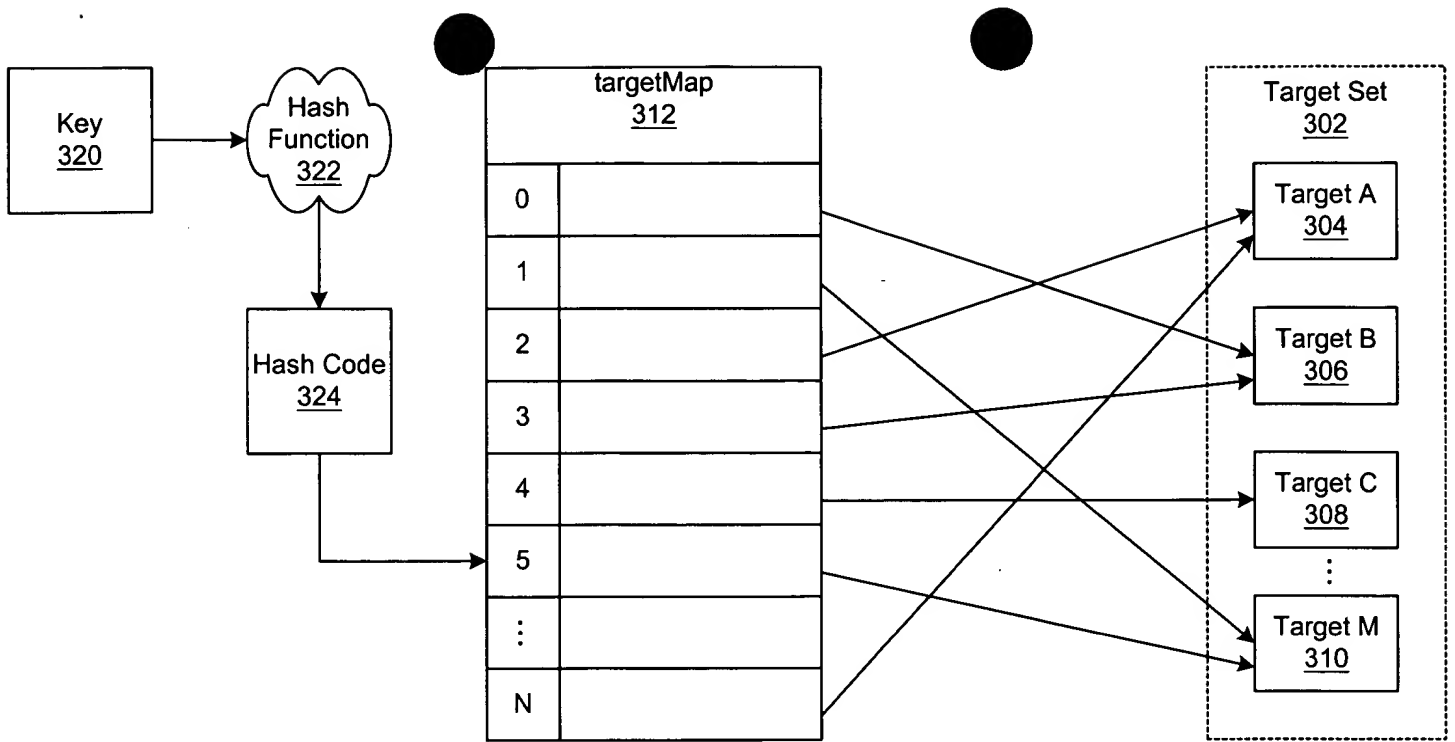 Key
320
Hash
Function
322
Hash Code
324
targetMap
312
0
1
2
3
4
5
⋮
N
Target Set
302
Target A
304
Target B
306
Target C
308
⋮
Target M
310